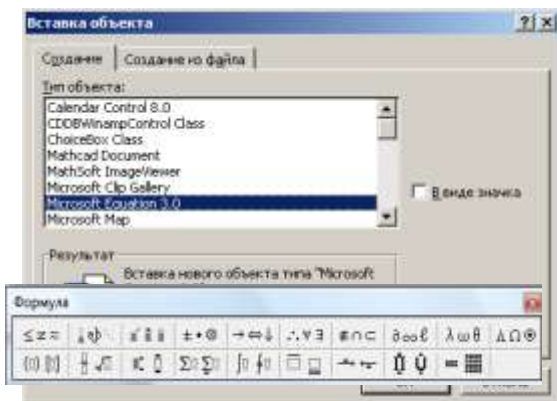 Вставка объекта
Создание Создание из файла
Тип объекта:
Calendar Control 8.0
CDDBWinampControl Class
ChoiceBox Class
Mathcad Document
MathSoft ImageViewer
Microsoft Clip Gallery
Microsoft Equation 3.0
Microsoft Map
В виде значка
Результат
Вставка нового объекта типа "Microsoft
Формула